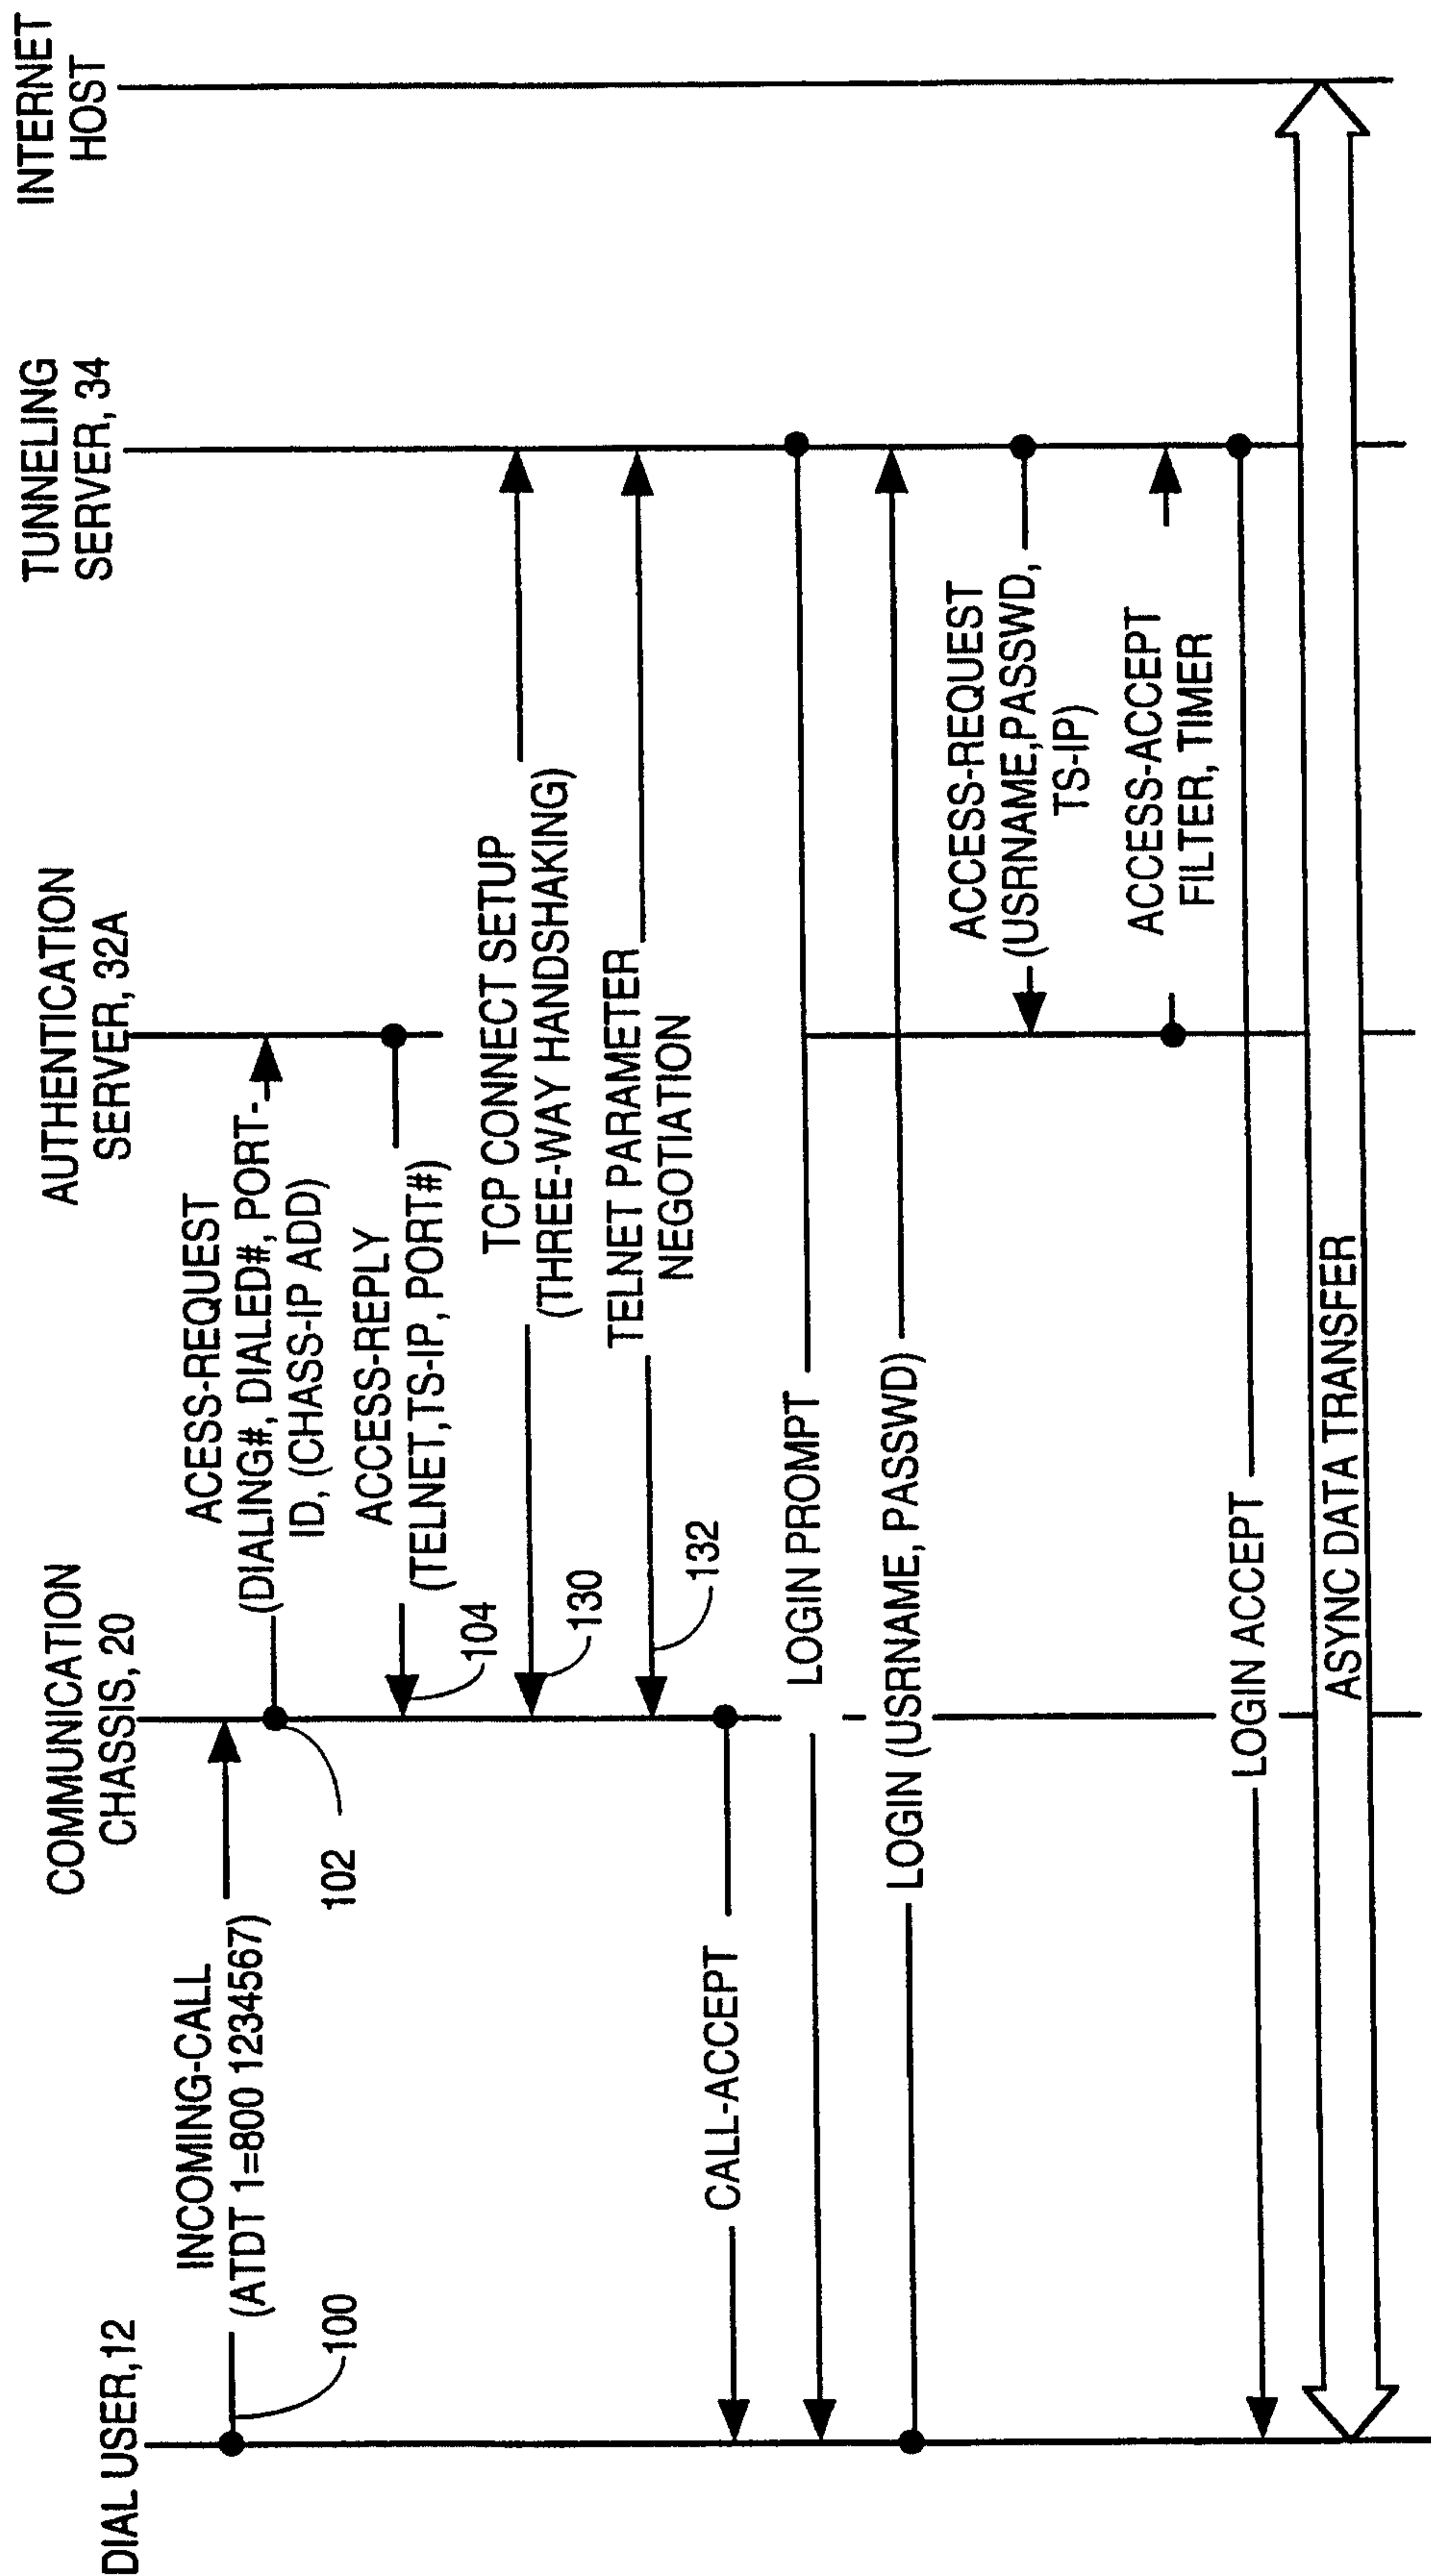 DIAL USER,12
COMMUNICATION
CHASSIS, 20
AUTHENTICATION
SERVER, 32A
TUNNELING
SERVER, 34
INTERNET
HOST
INCOMING-CALL
(ATDT 1=800 1234567)
100
102
ACESS-REQUEST
(DIALING#, DIALED#, PORT-
ID, (CHASS-IP ADD)
ACCESS-REPLY
(TELNET,TS-IP, PORT#)
104
TCP CONNECT SETUP
(THREE-WAY HANDSHAKING)
130
TELNET PARAMETER
NEGOTIATION
132
CALL-ACCEPT
LOGIN PROMPT
LOGIN (USRNAME, PASSWD)
ACCESS-REQUEST
(USRNAME,PASSWD,
TS-IP)
ACCESS-ACCEPT
FILTER, TIMER
LOGIN ACCEPT
ASYNC DATA TRANSFER